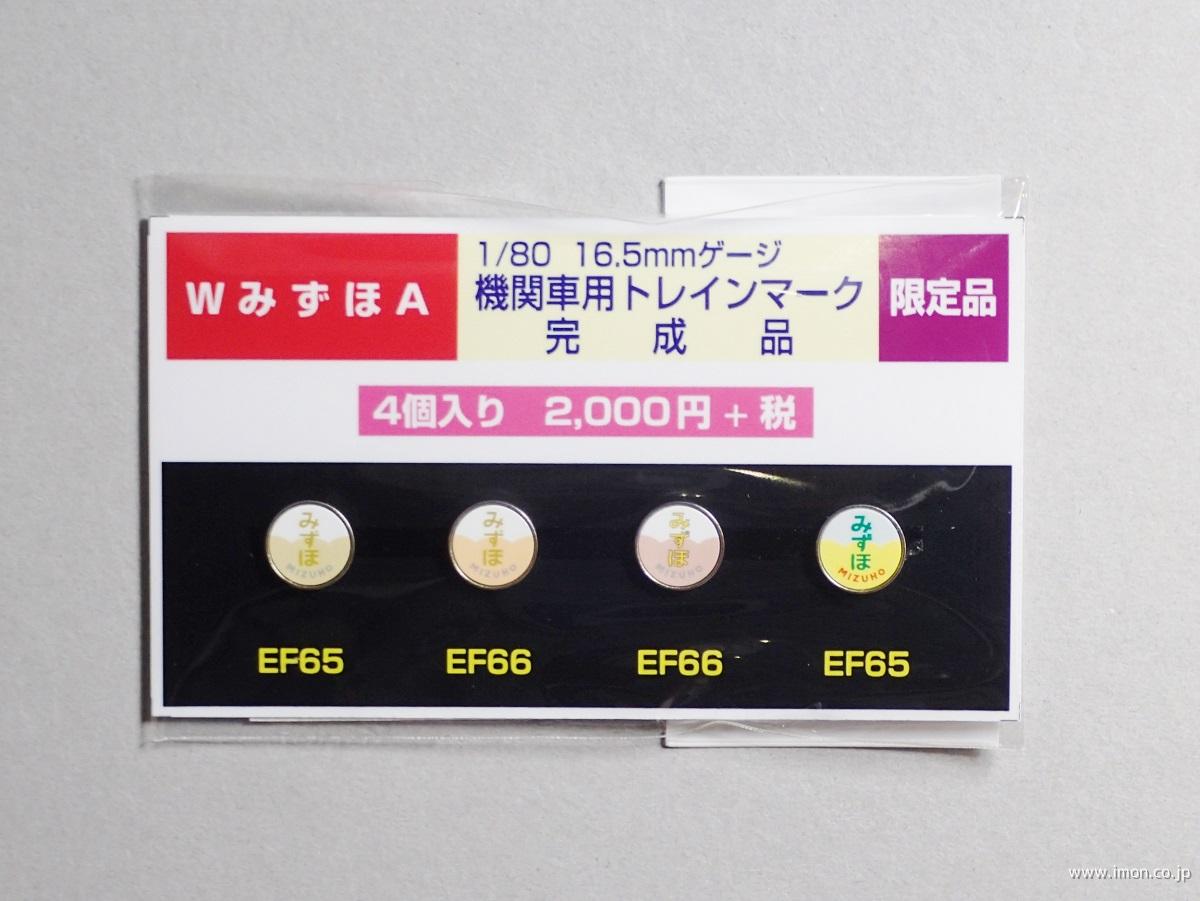 WみずほA
1/80 16.5mmゲージ
機関車用トレインマーク
完成品
限定品
4個入り 2,000円+税
みずほ
MIZUHO
みずほ
MIZUHO
みずほ
MIZUHO
みずほ
MIZUHO
EF65 EF66 EF66 EF65
www.imon.co.jp